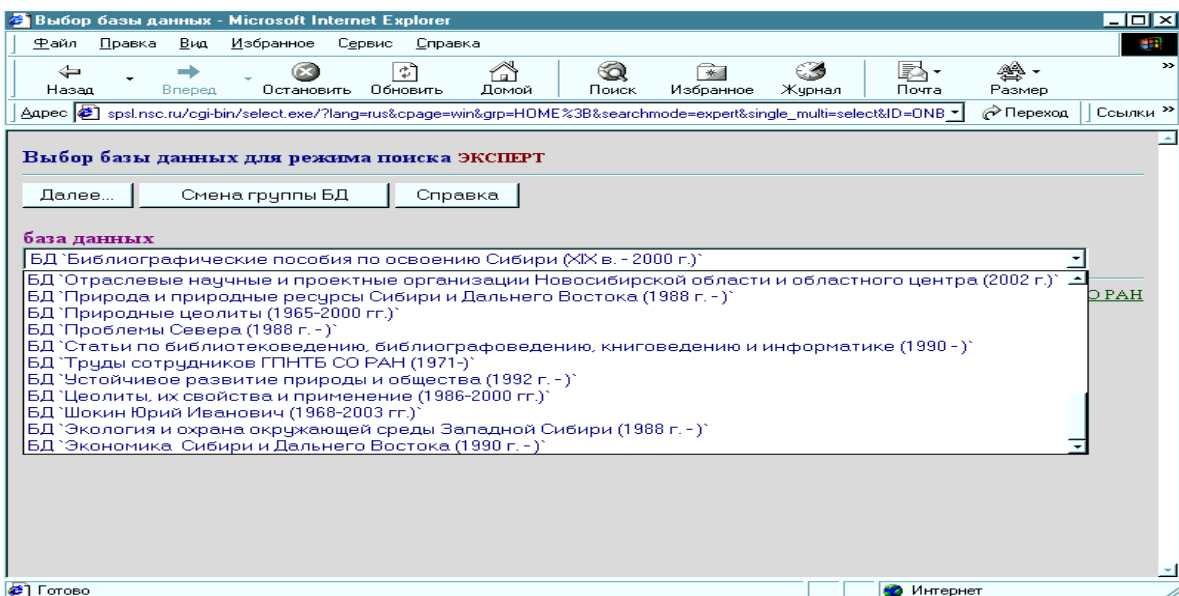 Выбор базы данных - Microsoft Internet Explorer
Файл Правка Вид Избранное Сервис Справка
Назад Вперед Остановить Обновить Домой Поиск Избранное Журнал Почта Размер »
Адрес spsl.nsc.ru/cgi-bin/select.exe/?lang=rus&cpage=win&grp=HOME%3B&searchmode=expert&single_multi=select&ID=ONB Переход Ссылки »
Выбор базы данных для режима поиска ЭКСПЕРТ
Далее... Смена группы БД Справка
база данных
БД `Библиографические пособия по освоению Сибири (XIX в. - 2000 г.)`
БД `Отраслевые научные и проектные организации Новосибирской области и областного центра (2002 г.)`
БД `Природа и природные ресурсы Сибири и Дальнего Востока (1988 г. - )` О РАН
БД `Природные цеолиты (1965-2000 гг.)`
БД `Проблемы Севера (1988 г. - )`
БД `Статьи по библиотековедению, библиографоведению, книговедению и информатике (1990 - )`
БД `Труды сотрудников ГПНТБ СО РАН (1971-)`
БД `Устойчивое развитие природы и общества (1992 г. - )`
БД `Цеолиты, их свойства и применение (1986-2000 гг.)`
БД `Шокин Юрий Иванович (1968-2003 гг.)`
БД `Экология и охрана окружающей среды Западной Сибири (1988 г. - )`
БД `Экономика Сибири и Дальнего Востока (1990 г. - )`
Готово Интернет